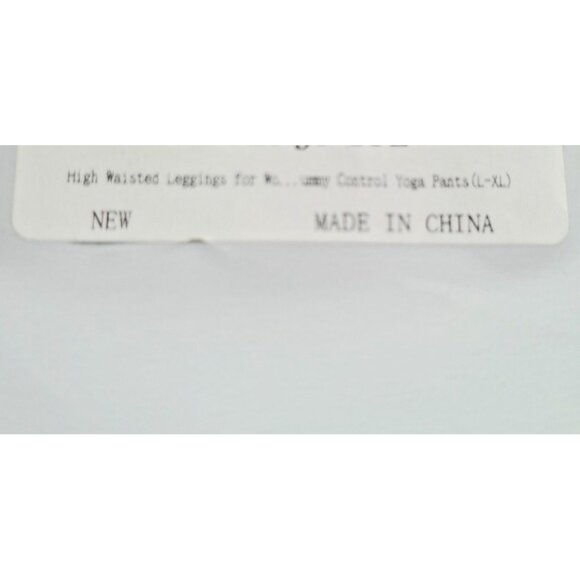 High Waisted Leggings for Wo...ummy Control Yoga Pants(L-XL)
NEW MADE IN CHINA